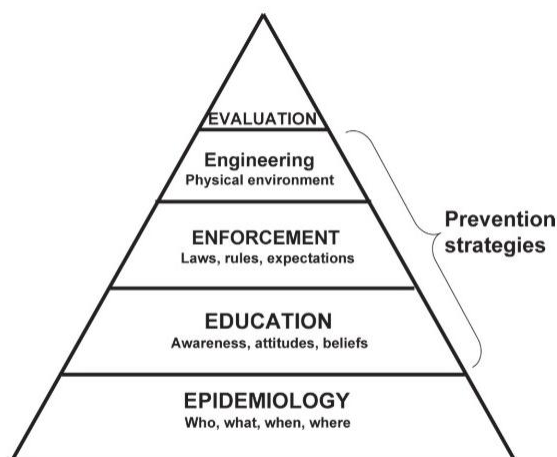 EVALUATION
Engineering
Physical environment
ENFORCEMENT
Laws, rules, expectations
EDUCATION
Awareness, attitudes, beliefs
EPIDEMIOLOGY
Who, what, when, where
Prevention
strategies